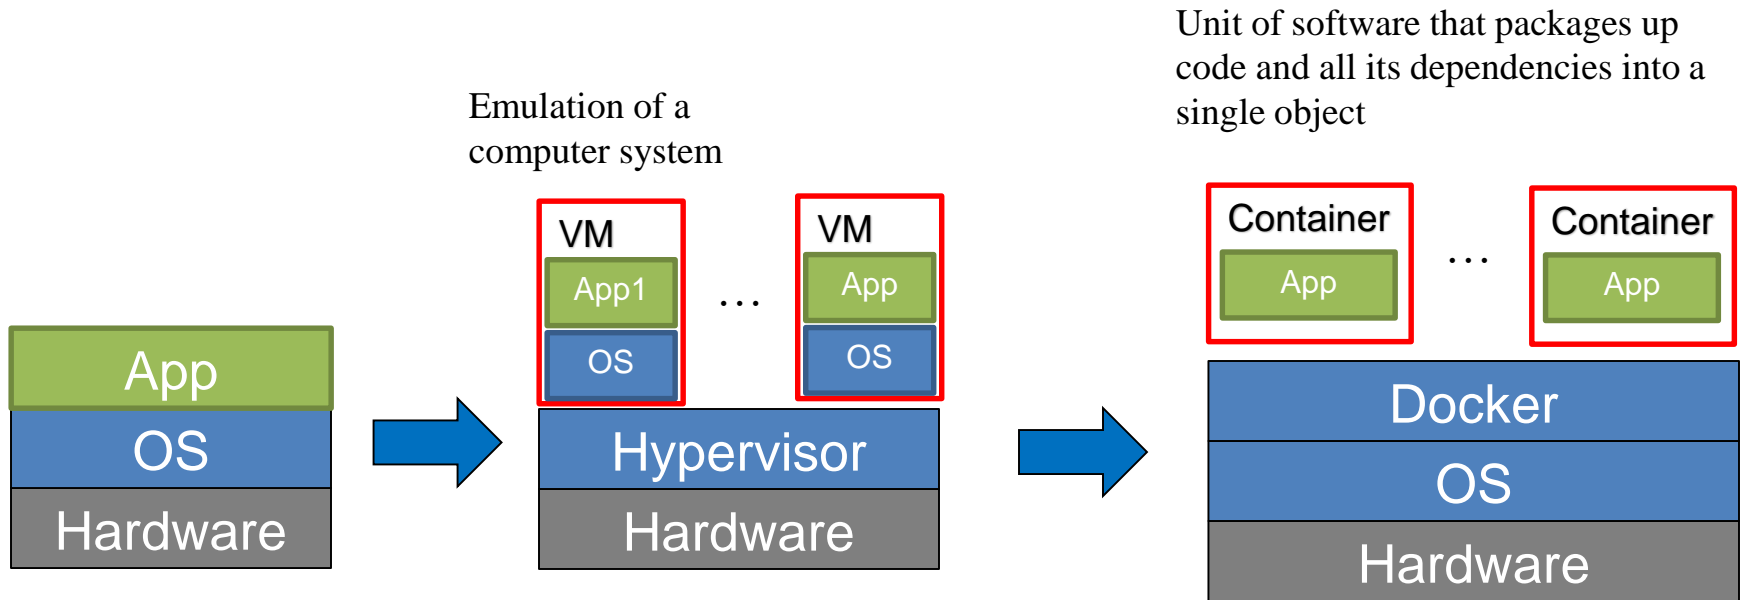 App
OS
Hardware
Emulation of a
computer system
VM
App1
OS
...
VM
App
OS
Hypervisor
Hardware
Unit of software that packages up
code and all its dependencies into a
single object
Container
App
...
Container
App
Docker
OS
Hardware